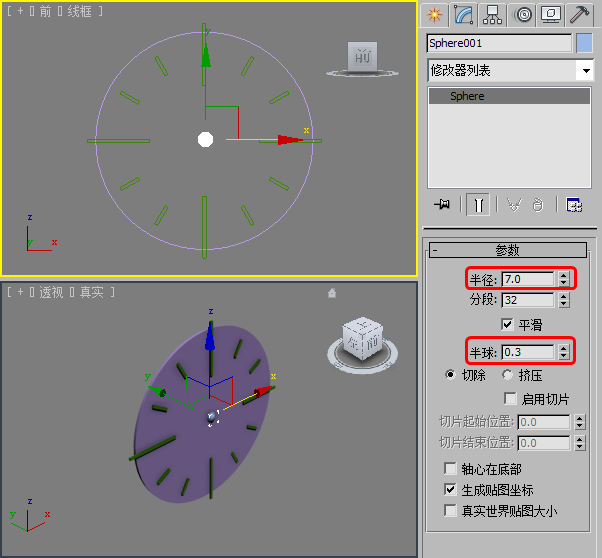 [ + ▯ 前 ▯ 线框 ]
y
x
前
z
y x
[ + ▯ 透视 ▯ 真实 ]
z
y
x
左 前
z
y x
Sphere001
修改器列表
Sphere
- 参数
半径: 7.0
分段: 32
平滑
半球: 0.3
切除 挤压
启用切片
切片起始位置: 0.0
切片结束位置: 0.0
轴心在底部
生成贴图坐标
真实世界贴图大小